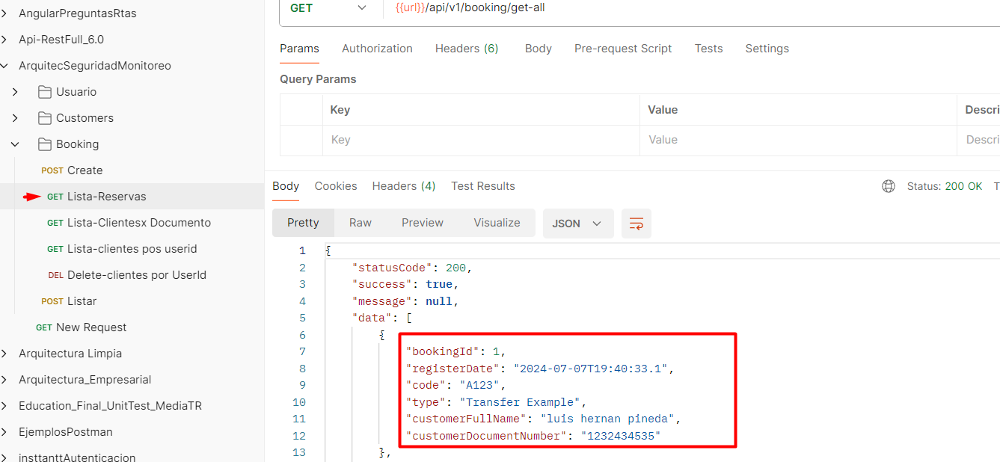 AngularPreguntasRtas
Api-RestFull_6.0
ArquitecSeguridadMonitoreo
Usuario
Customers
Booking
POST Create
GET Lista-Reservas
GET Lista-Clientesx Documento
GET Lista-clientes pos userid
DEL Delete-clientes por UserId
POST Listar
GET New Request
Arquitectura Limpia
Arquitectura_Empresarial
Education_Final_UnitTest_MediaTR
EjemplosPostman
insttanttAutenticacion
GET {{url}}/api/v1/booking/get-all
Params Authorization Headers (6) Body Pre-request Script Tests Settings
Query Params
Key Value Descri
Key Value Descri
Body Cookies Headers (4) Test Results Status: 200 OK T
Pretty Raw Preview Visualize JSON
1 {
2 "statusCode": 200,
3 "success": true,
4 "message": null,
5 "data": [
6 {
7 "bookingId": 1,
8 "registerDate": "2024-07-07T19:40:33.1",
9 "code": "A123",
10 "type": "Transfer Example",
11 "customerFullName": "luis hernan pineda",
12 "customerDocumentNumber": "1232434535"
13 },